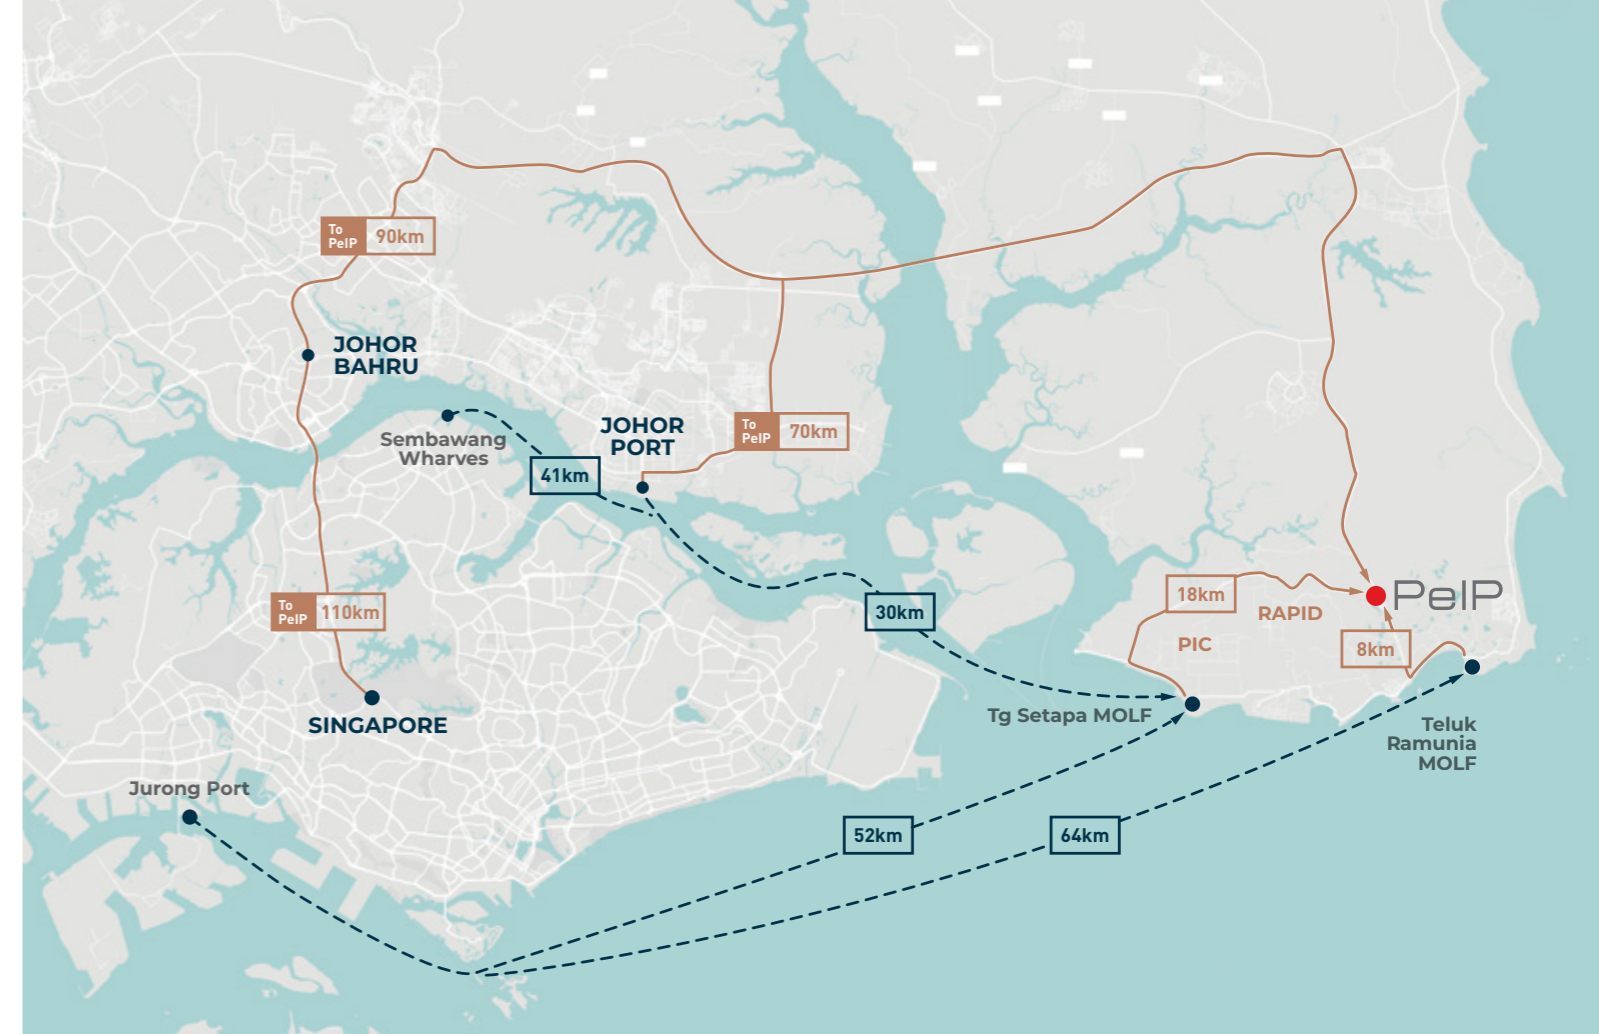 To
PeIP
90km
JOHOR
BAHRU
Sembawang
Wharves
41km
JOHOR
PORT
To
PeIP
70km
To
PeIP
110km
SINGAPORE
Jurong Port
30km
Tg Setapa MOLF
18km
RAPID
PIC
PeIP
8km
Teluk
Ramunia
MOLF
52km
64km